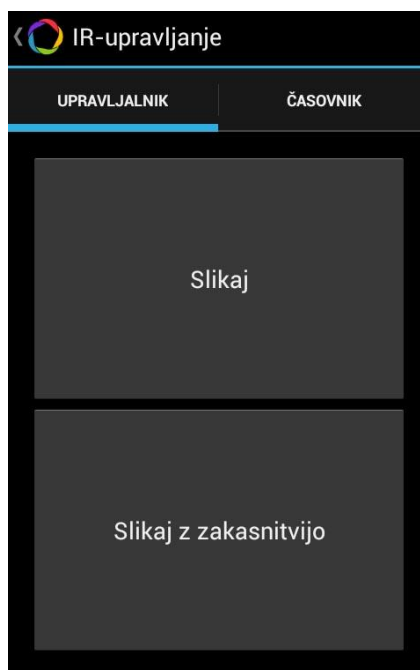 IR-upravljanje
UPRAVLJALNIK ČASOVNIK
Slikaj
Slikaj z zakasnitvijo